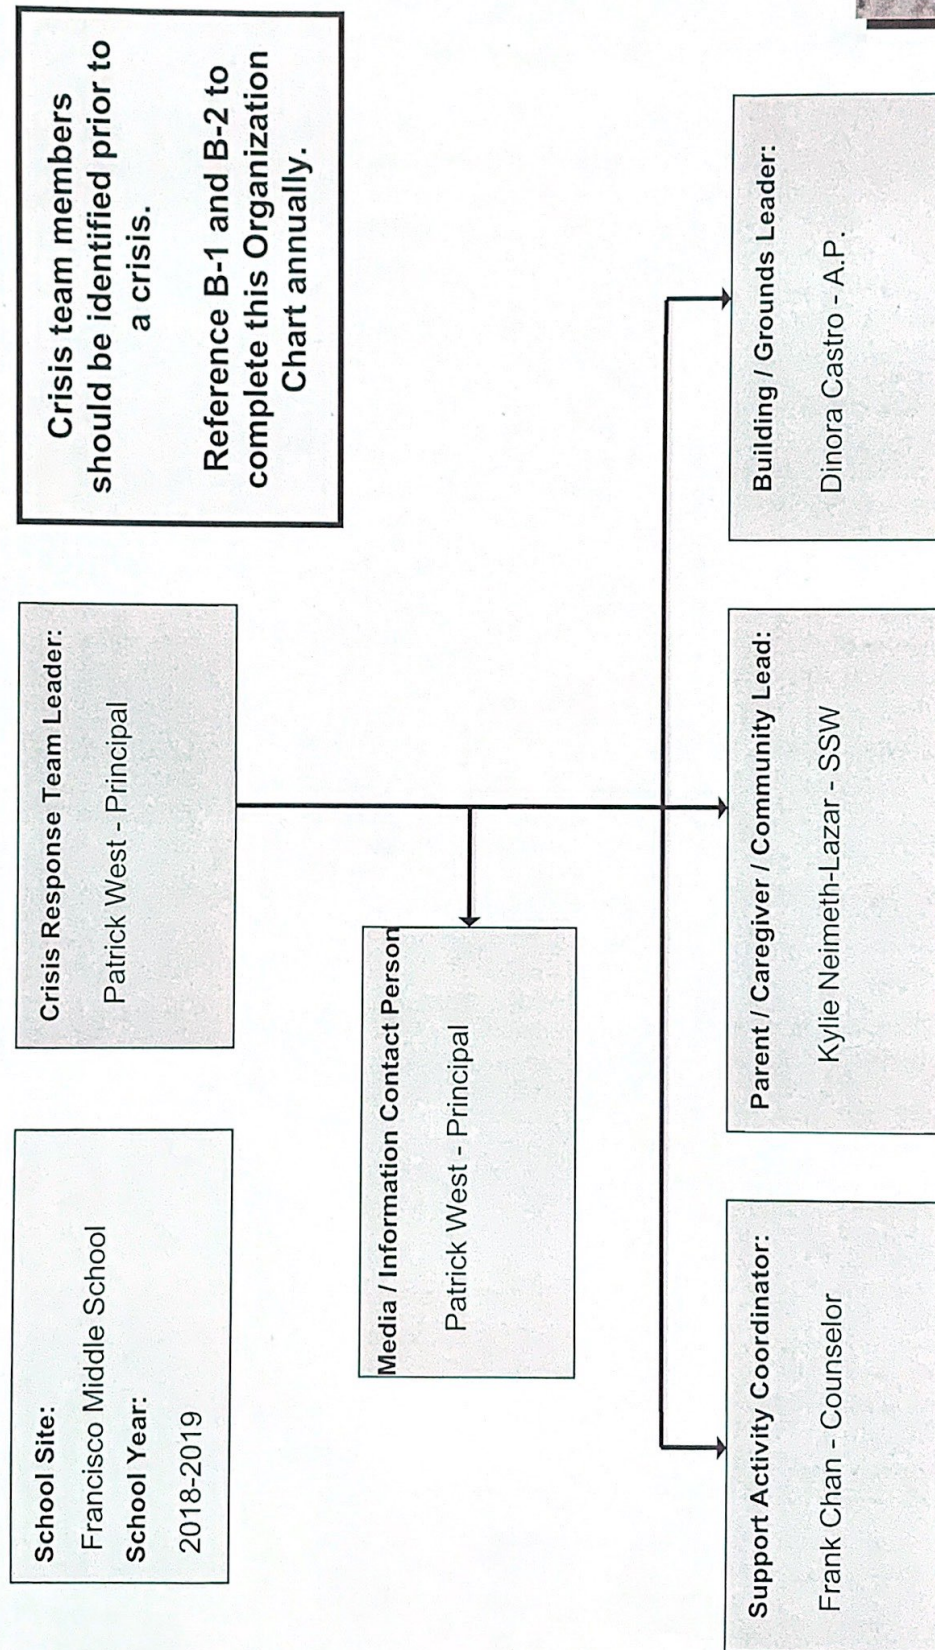 School Site:
Francisco Middle School
School Year:
2018-2019
Crisis Response Team Leader:
Patrick West - Principal
Crisis team members
should be identified prior to
a crisis.
Reference B-1 and B-2 to
complete this Organization
Chart annually.
Media / Information Contact Person
Patrick West - Principal
Support Activity Coordinator:
Frank Chan - Counselor
Parent / Caregiver / Community Lead:
Kylie Neimeth-Lazar - SSW
Building / Grounds Leader:
Dinora Castro - A.P.